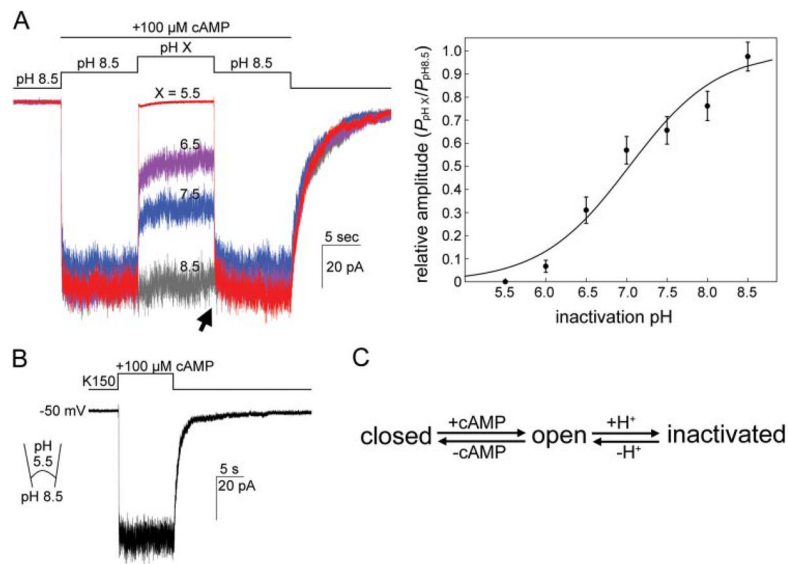 A
+100 µM cAMP
pH X
pH 8.5
pH 8.5
pH 8.5
X = 5.5
6.5
7.5
8.5
5 sec
20 pA
relative amplitude (P_pH X/P_pH8.5)
1.0
0.9
0.8
0.7
0.6
0.5
0.4
0.3
0.2
0.1
0
5.5 6.0 6.5 7.0 7.5 8.0 8.5
inactivation pH
B
+100 µM cAMP
K150
-50 mV
pH
5.5
pH 8.5
5 s
20 pA
C
closed +cAMP open +H⁺ inactivated
-cAMP -H⁺